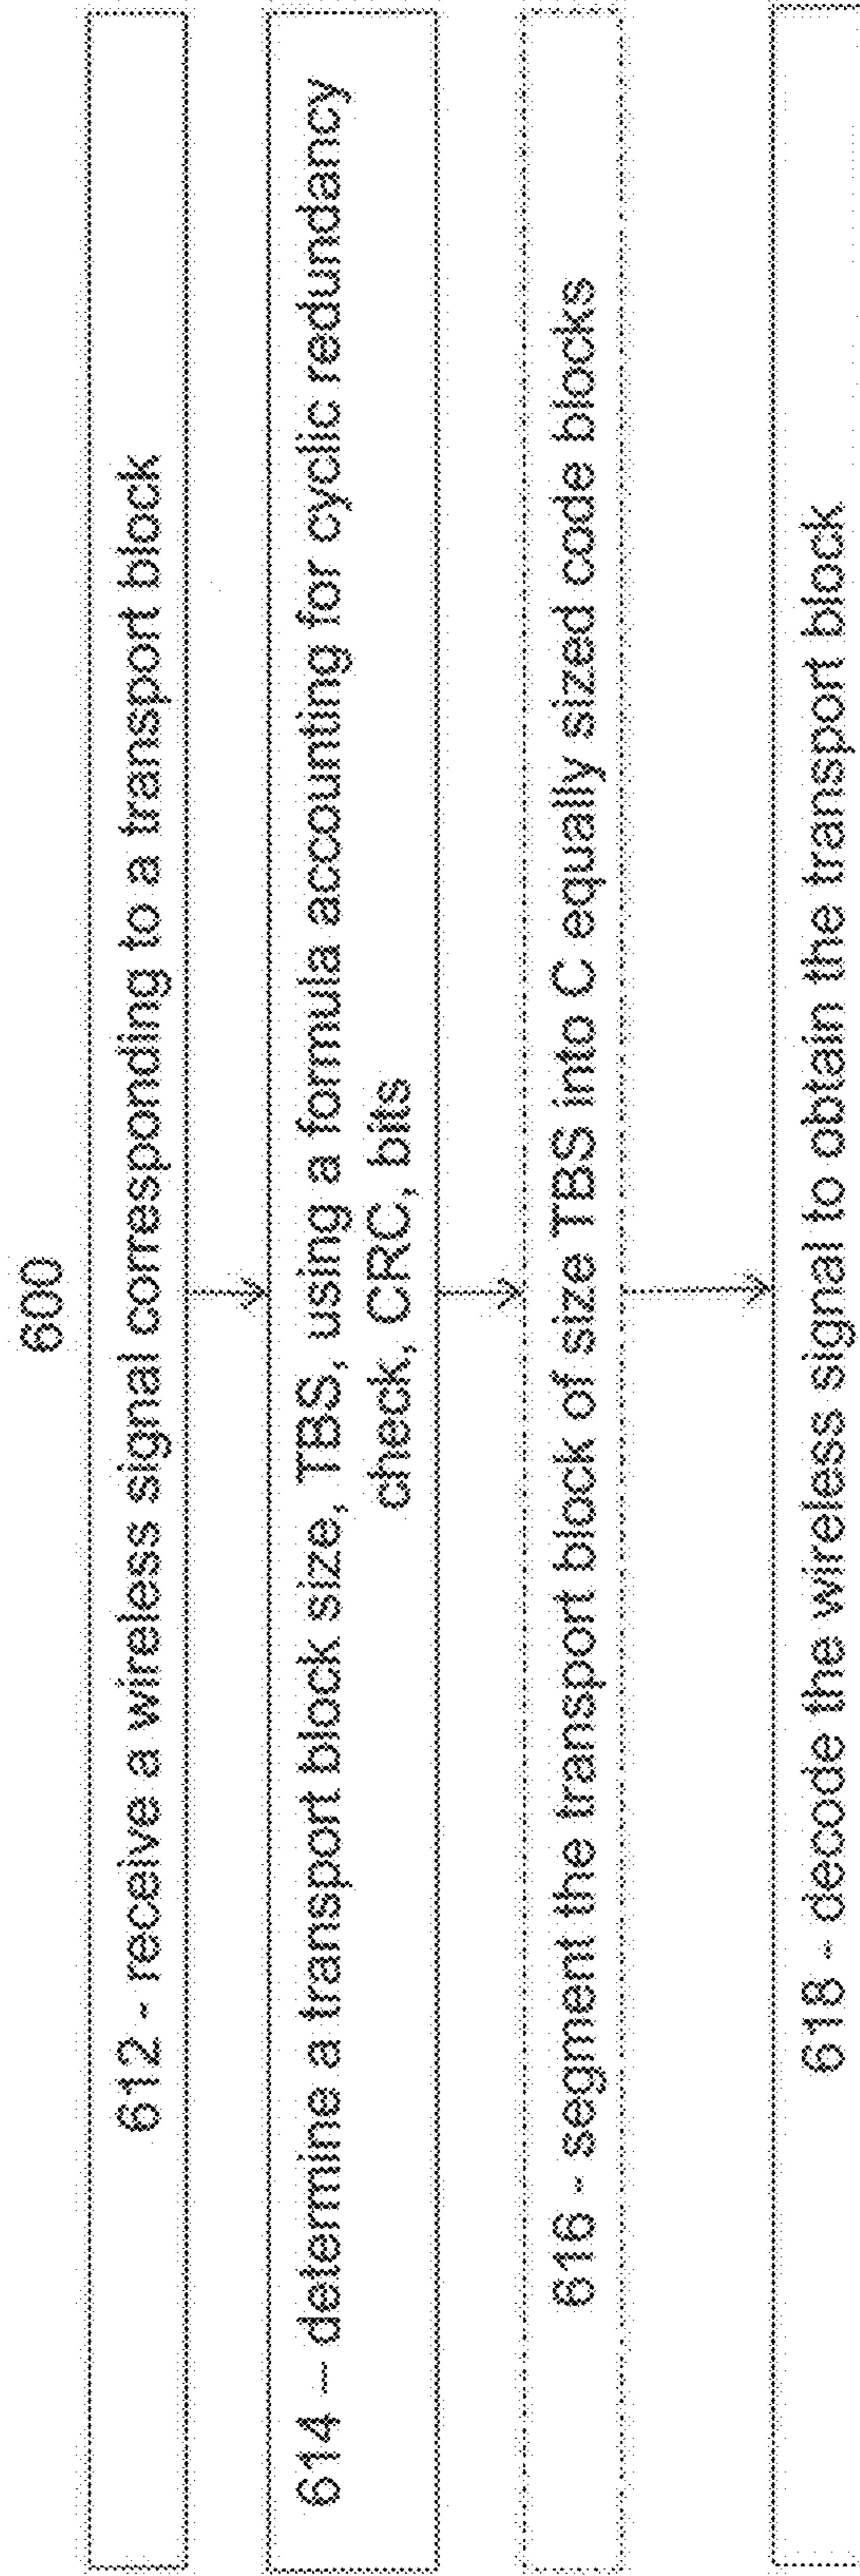 600
612 - receive a wireless signal corresponding to a transport block
614 – determine a transport block size, TBS, using a formula accounting for cyclic redundancy
check, CRC, bits
616 - segment the transport block of size TBS into C equally sized code blocks
618 - decode the wireless signal to obtain the transport block